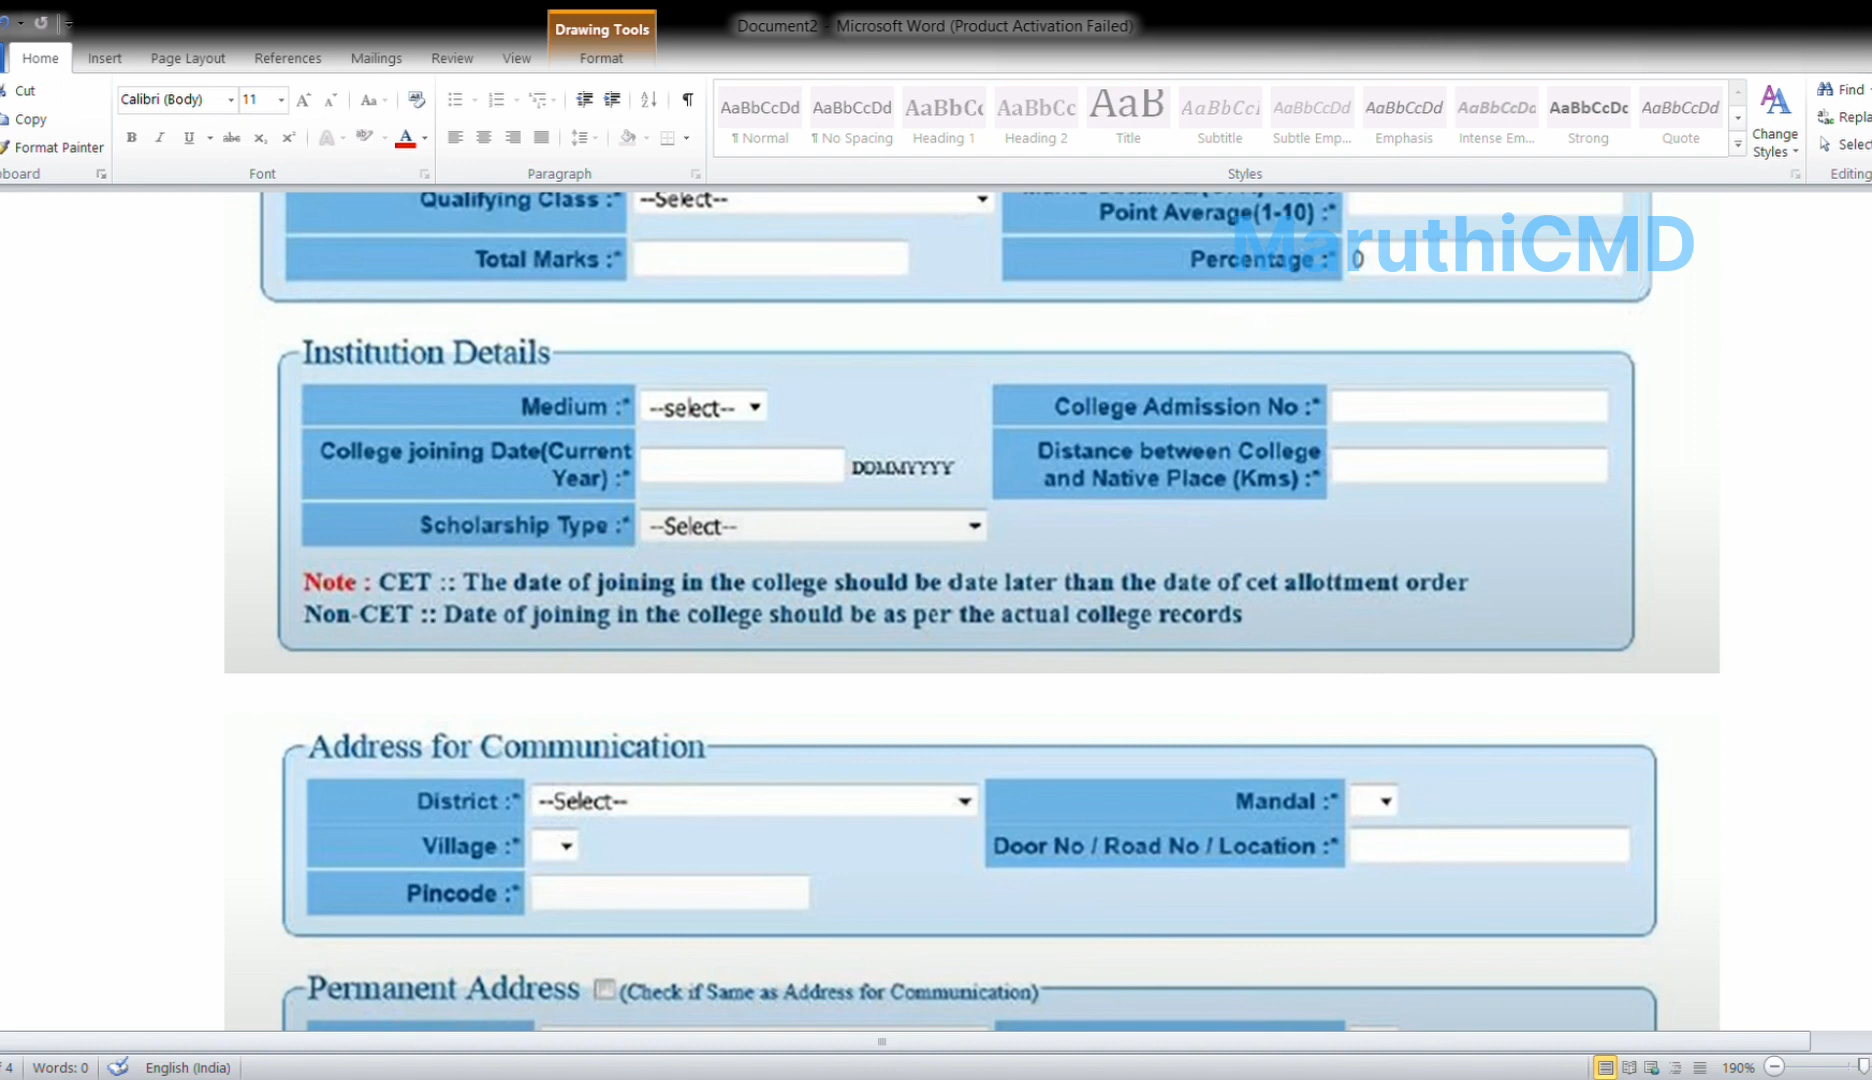 Drawing Tools
Document2 - Microsoft Word (Product Activation Failed)
Home Insert Page Layout References Mailings Review View Format
Cut
Copy
Format Painter
Calibri (Body) 11
Find
Select
Change Styles
AaBbCcDd AaBbCcDd AaBbCc AaBbCc AaB AaBbCcI AaBbCcDd AaBbCcDd AaBbCcDd AaBbCcDc AaBbCcDd
¶ Normal ¶ No Spacing Heading 1 Heading 2 Title Subtitle Subtle Emp... Emphasis Intense Em... Strong Quote
Font Paragraph Styles Editing
Qualifying Class :* --Select--
Point Average(1-10) :*
MaruthiCMD
Total Marks :* Percentage :* 0
Institution Details
Medium :* --select-- College Admission No :*
College joining Date(Current Year) :* DDMMYYYY Distance between College and Native Place (Kms) :*
Scholarship Type :* --Select--
Note : CET :: The date of joining in the college should be date later than the date of cet allottment order
Non-CET :: Date of joining in the college should be as per the actual college records
Address for Communication
District :* --Select-- Mandal :*
Village :* Door No / Road No / Location :*
Pincode :*
Permanent Address (Check if Same as Address for Communication)
4 Words: 0 English (India) 190%